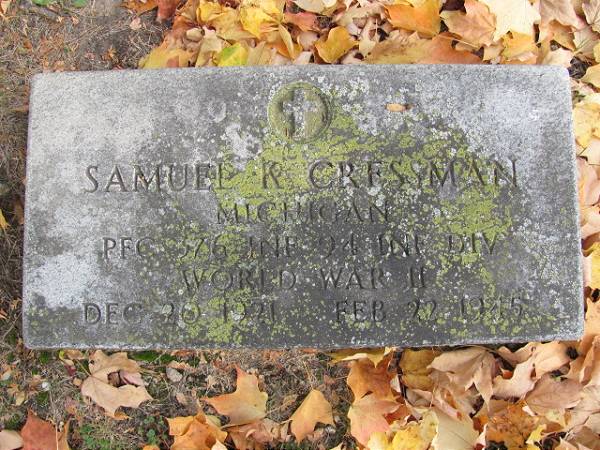 SAMUEL R CRESSMAN
MICHIGAN
PFC 376 INF 94 INF DIV
WORLD WAR II
DEC 20 1921 FEB 22 1945